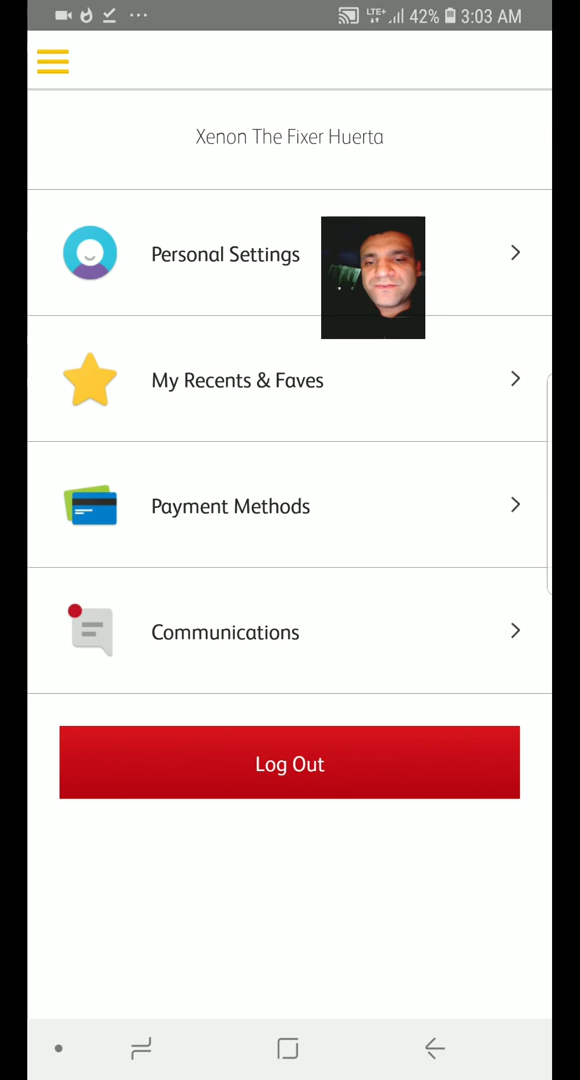 LTE+ 42% 3:03 AM
Xenon The Fixer Huerta
Personal Settings
My Recents & Faves
Payment Methods
Communications
Log Out